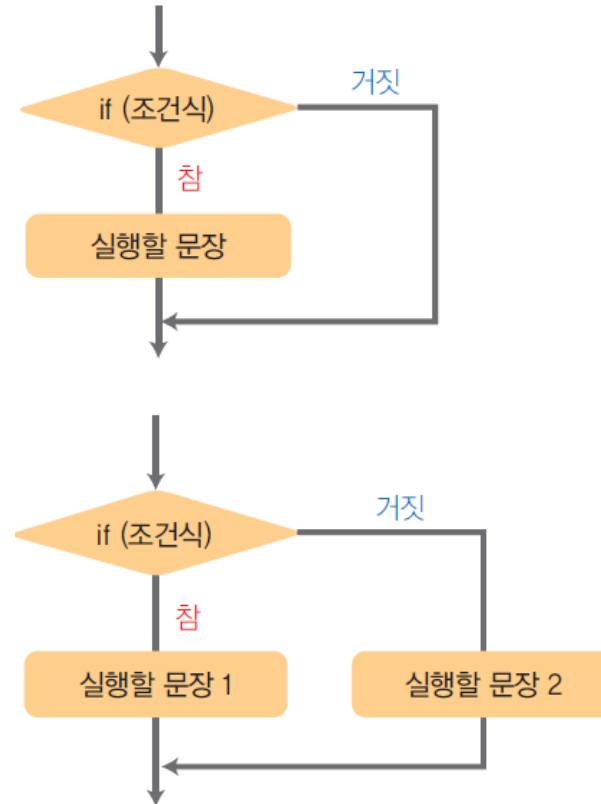 거짓
if (조건식)
참
실행할 문장
거짓
if (조건식)
참
실행할 문장 1
실행할 문장 2